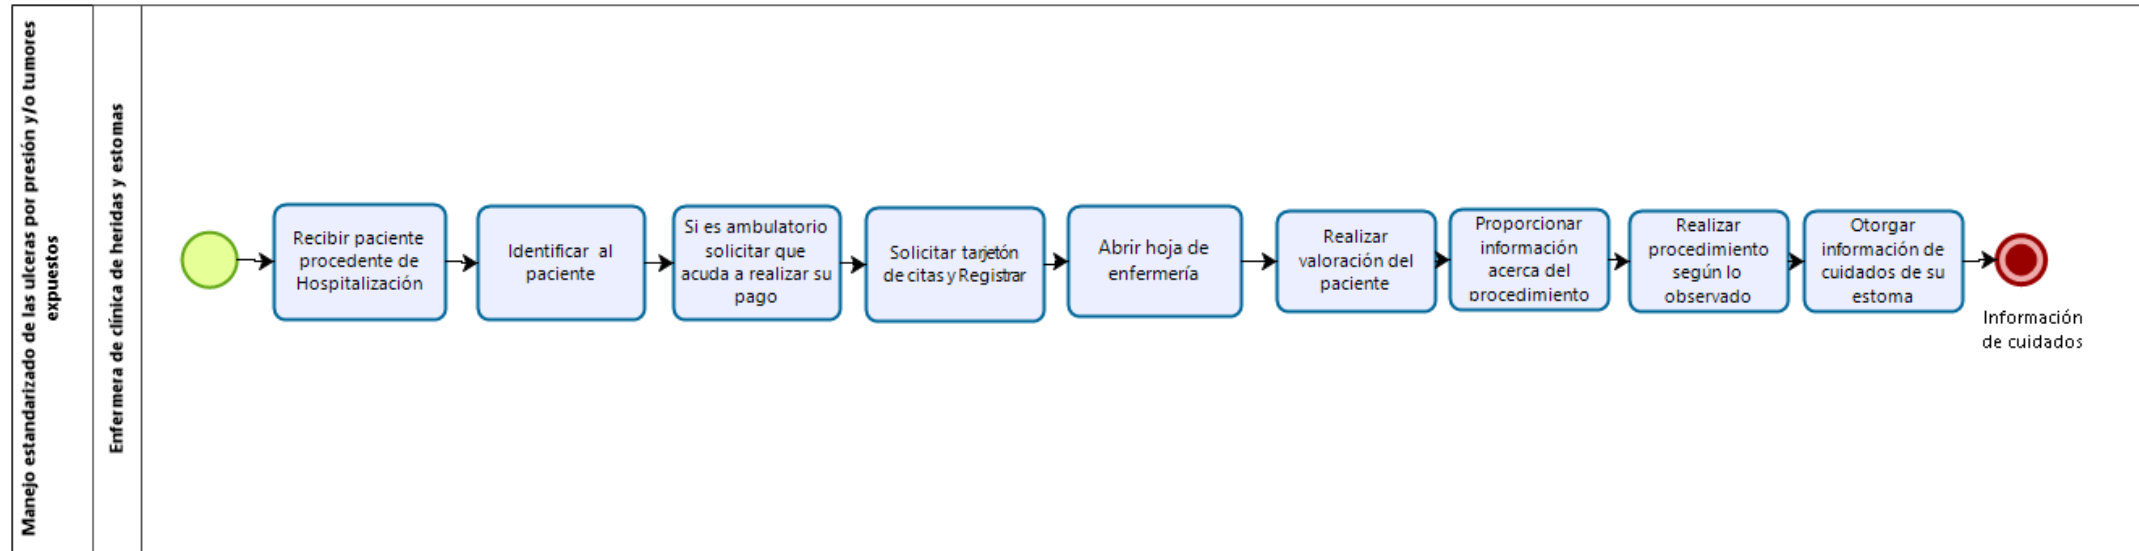 Manejo estandarizado de las ulceras por presión y/o tumores
expuestos
Enfermera de clínica de heridas y estomas
Recibir paciente
procedente de
Hospitalización
Identificar al
paciente
Si es ambulatorio
solicitar que
acuda a realizar su
pago
Solicitar tarjetón
de citas y Registrar
Abrir hoja de
enfermería
Realizar
valoración del
paciente
Proporcionar
información
acerca del
procedimiento
Realizar
procedimiento
según lo
observado
Otorgar
información de
cuidados de su
estoma
Información
de cuidados